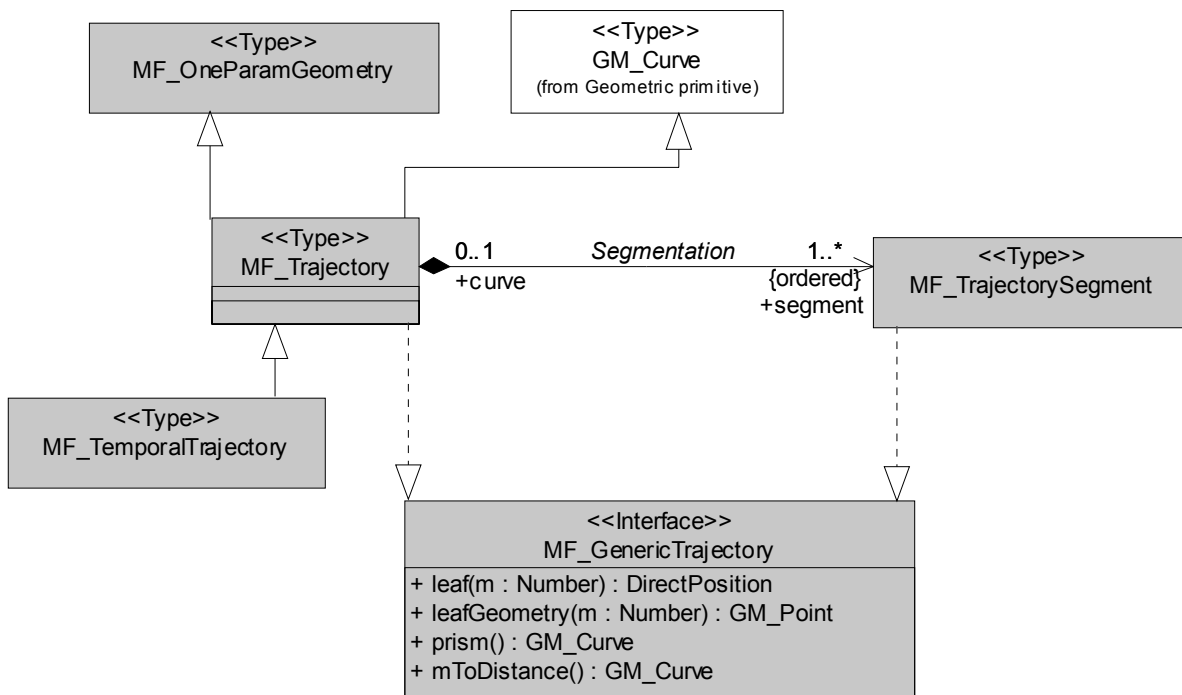 <<Type>>
MF_OneParamGeometry
<<Type>>
GM_Curve
(from Geometric primitive)
<<Type>>
MF_Trajectory
0..1
+curve
Segmentation
1..*
{ordered}
+segment
<<Type>>
MF_TrajectorySegment
<<Type>>
MF_TemporalTrajectory
<<Interface>>
MF_GenericTrajectory
+ leaf(m : Number) : DirectPosition
+ leafGeometry(m : Number) : GM_Point
+ prism() : GM_Curve
+ mToDistance() : GM_Curve